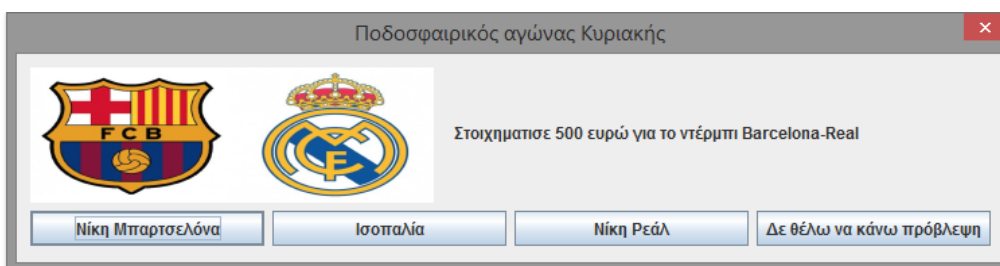 Ποδοσφαιρικός αγώνας Κυριακής
FCB
Στοιχηματισε 500 ευρώ για το ντέρμπι Barcelona-Real
Νίκη Μπαρτσελόνα Ισοπαλία Νίκη Ρεάλ Δε θέλω να κάνω πρόβλεψη